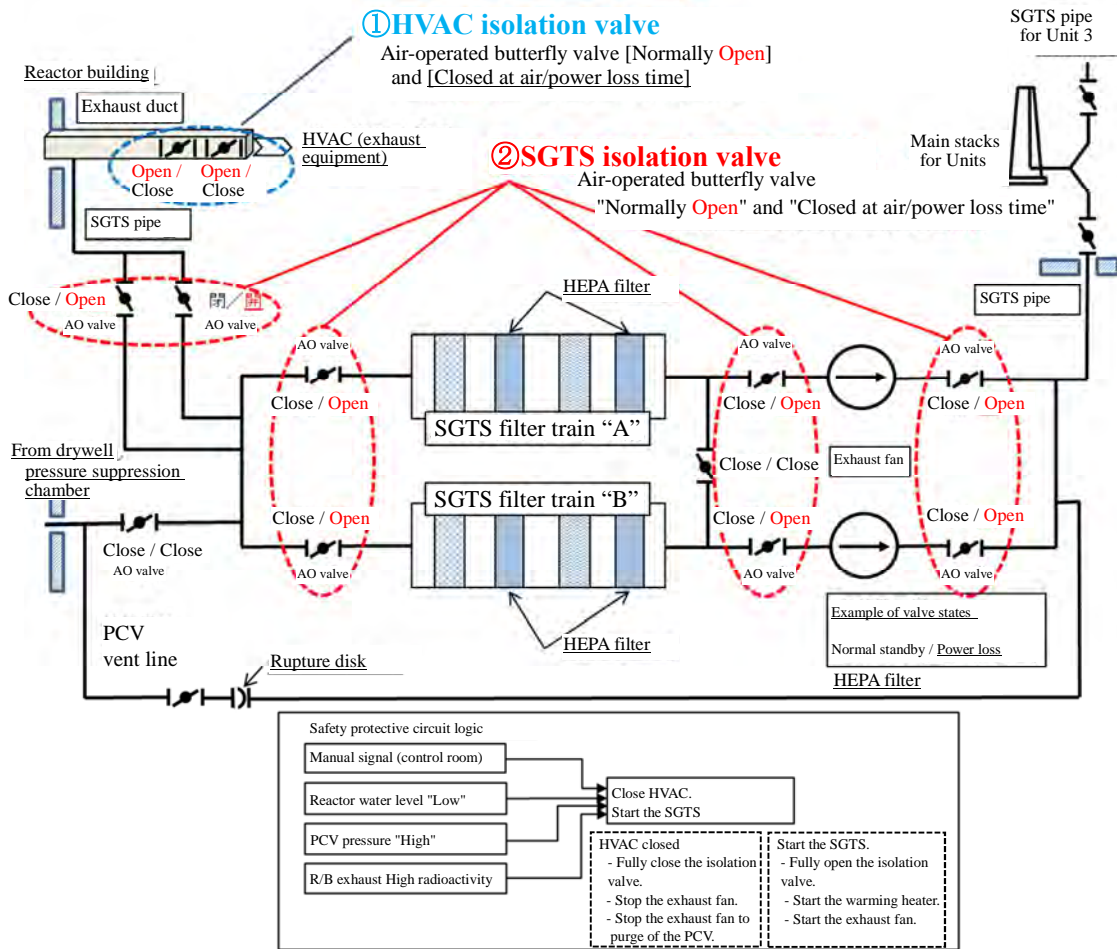 ①HVAC isolation valve
Air-operated butterfly valve [Normally Open]
and [Closed at air/power loss time]
SGTS pipe
for Unit 3
Reactor building
Exhaust duct
HVAC (exhaust
equipment)
Open /
Close
Open /
Close
Main stacks
for Units
②SGTS isolation valve
Air-operated butterfly valve
"Normally Open" and "Closed at air/power loss time"
SGTS pipe
Close / Open
AO valve
閉／開
AO valve
HEPA filter
SGTS pipe
AO valve
Close / Open
SGTS filter train “A”
AO valve
Close / Open
AO valve
Close / Open
From drywell
pressure suppression
chamber
Close / Close
Exhaust fan
SGTS filter train “B”
Close / Open
AO valve
Close / Open
AO valve
Close / Open
AO valve
Close / Close
AO valve
HEPA filter
Example of valve states
Normal standby / Power loss
HEPA filter
PCV
vent line
Rupture disk
Safety protective circuit logic
Manual signal (control room)
Reactor water level "Low"
PCV pressure "High"
R/B exhaust High radioactivity
Close HVAC.
Start the SGTS
HVAC closed
- Fully close the isolation
valve.
- Stop the exhaust fan.
- Stop the exhaust fan to
purge of the PCV.
Start the SGTS.
- Fully open the isolation
valve.
- Start the warming heater.
- Start the exhaust fan.